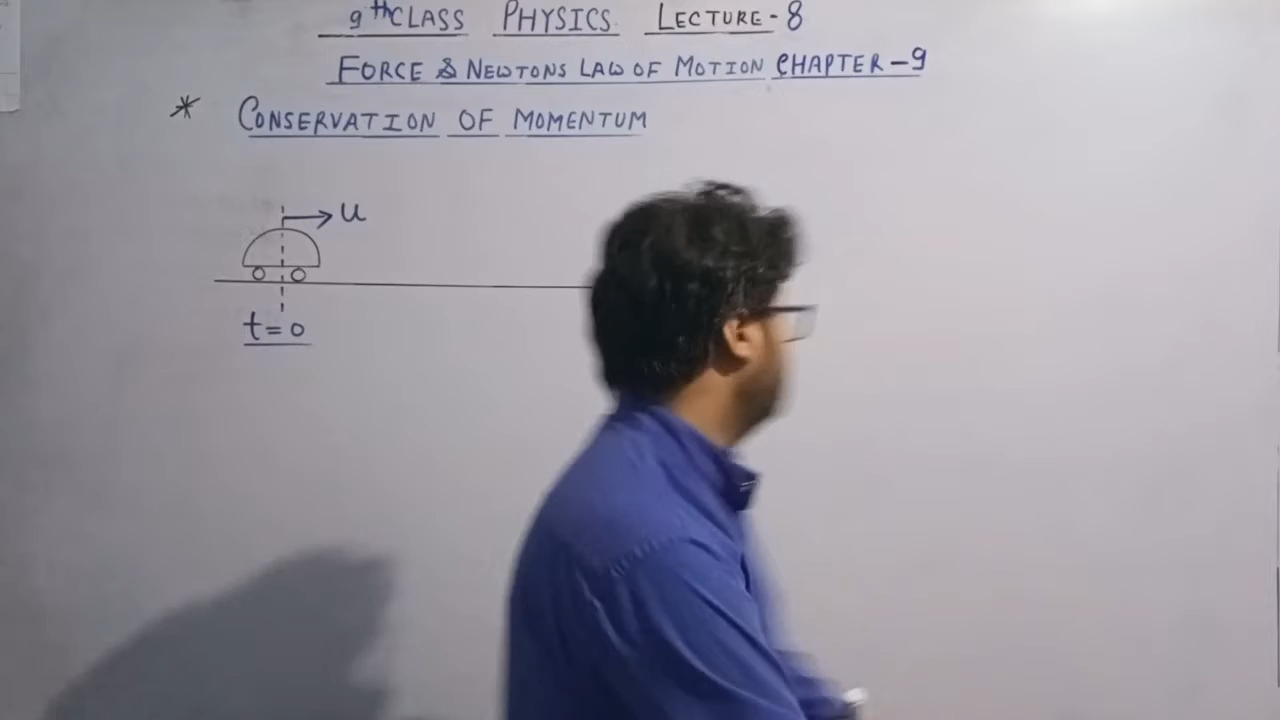 9th CLASS PHYSICS LECTURE-8
FORCE & NEWTONS LAW OF MOTION CHAPTER-9
* CONSERVATION OF MOMENTUM
u
t=0